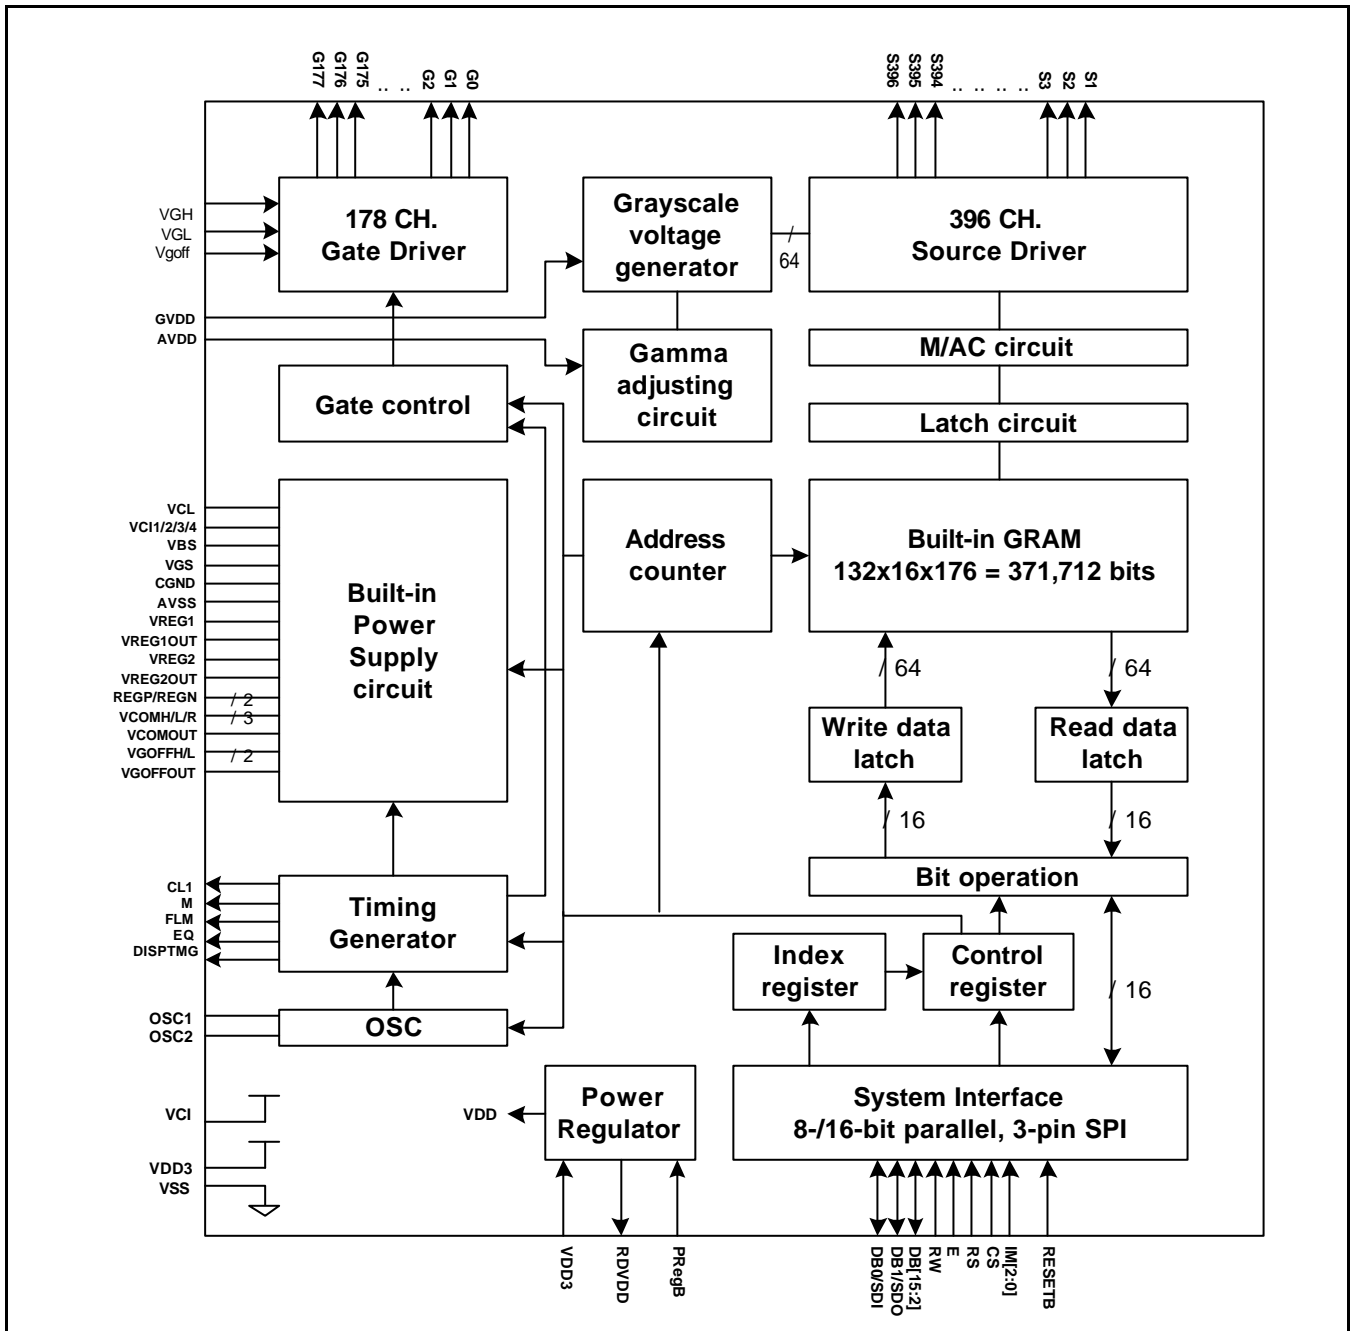 G177
G176
G175
.. ..
G2
G1
G0
S396
S395
S394
.. .. .. ..
S3
S2
S1
VGH
VGL
Vgoff
178 CH.
Gate Driver
Grayscale
voltage
generator
/
64
396 CH.
Source Driver
GVDD
AVDD
Gate control
Gamma
adjusting
circuit
M/AC circuit
Latch circuit
VCL
VCI1/2/3/4
VBS
VGS
CGND
AVSS
VREG1
VREG1OUT
VREG2
VREG2OUT
REGP/REGN
/ 2
VCOMH/L/R
/ 3
VCOMOUT
VGOFFH/L
/ 2
VGOFFOUT
Built-in
Power
Supply
circuit
Address
counter
Built-in GRAM
132x16x176 = 371,712 bits
/ 64
/ 64
Write data
latch
Read data
latch
/ 16
/ 16
Bit operation
CL1
M
FLM
EQ
DISPTMG
Timing
Generator
Index
register
Control
register
/ 16
OSC1
OSC2
OSC
VCI
VDD3
VSS
VDD
Power
Regulator
System Interface
8-/16-bit parallel, 3-pin SPI
VDD3
RDVDD
PRegB
DB0/SDI
DB1/SDO
DB[15:2]
RW
E
RS
CS
IM[2:0]
RESETB